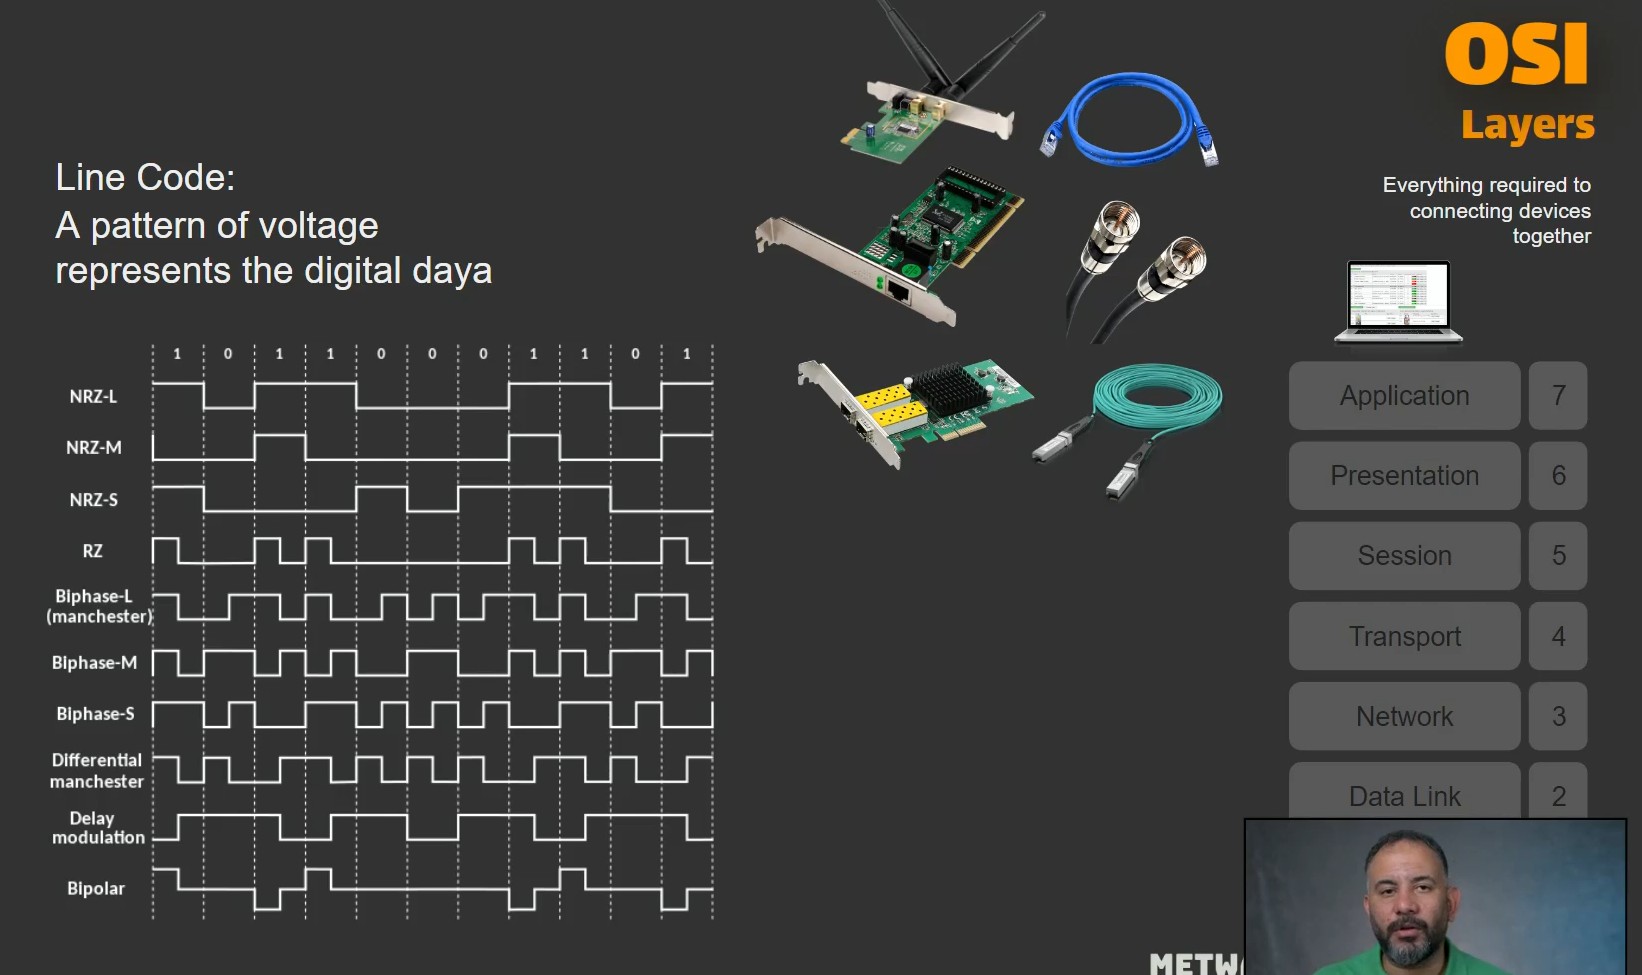 OSI
Layers
Everything required to
connecting devices
together
Line Code:
A pattern of voltage
represents the digital daya
1 0 1 1 0 0 0 1 1 0 1
NRZ-L
NRZ-M
NRZ-S
RZ
Biphase-L
(manchester)
Biphase-M
Biphase-S
Differential
manchester
Delay
modulation
Bipolar
Application 7
Presentation 6
Session 5
Transport 4
Network 3
Data Link 2